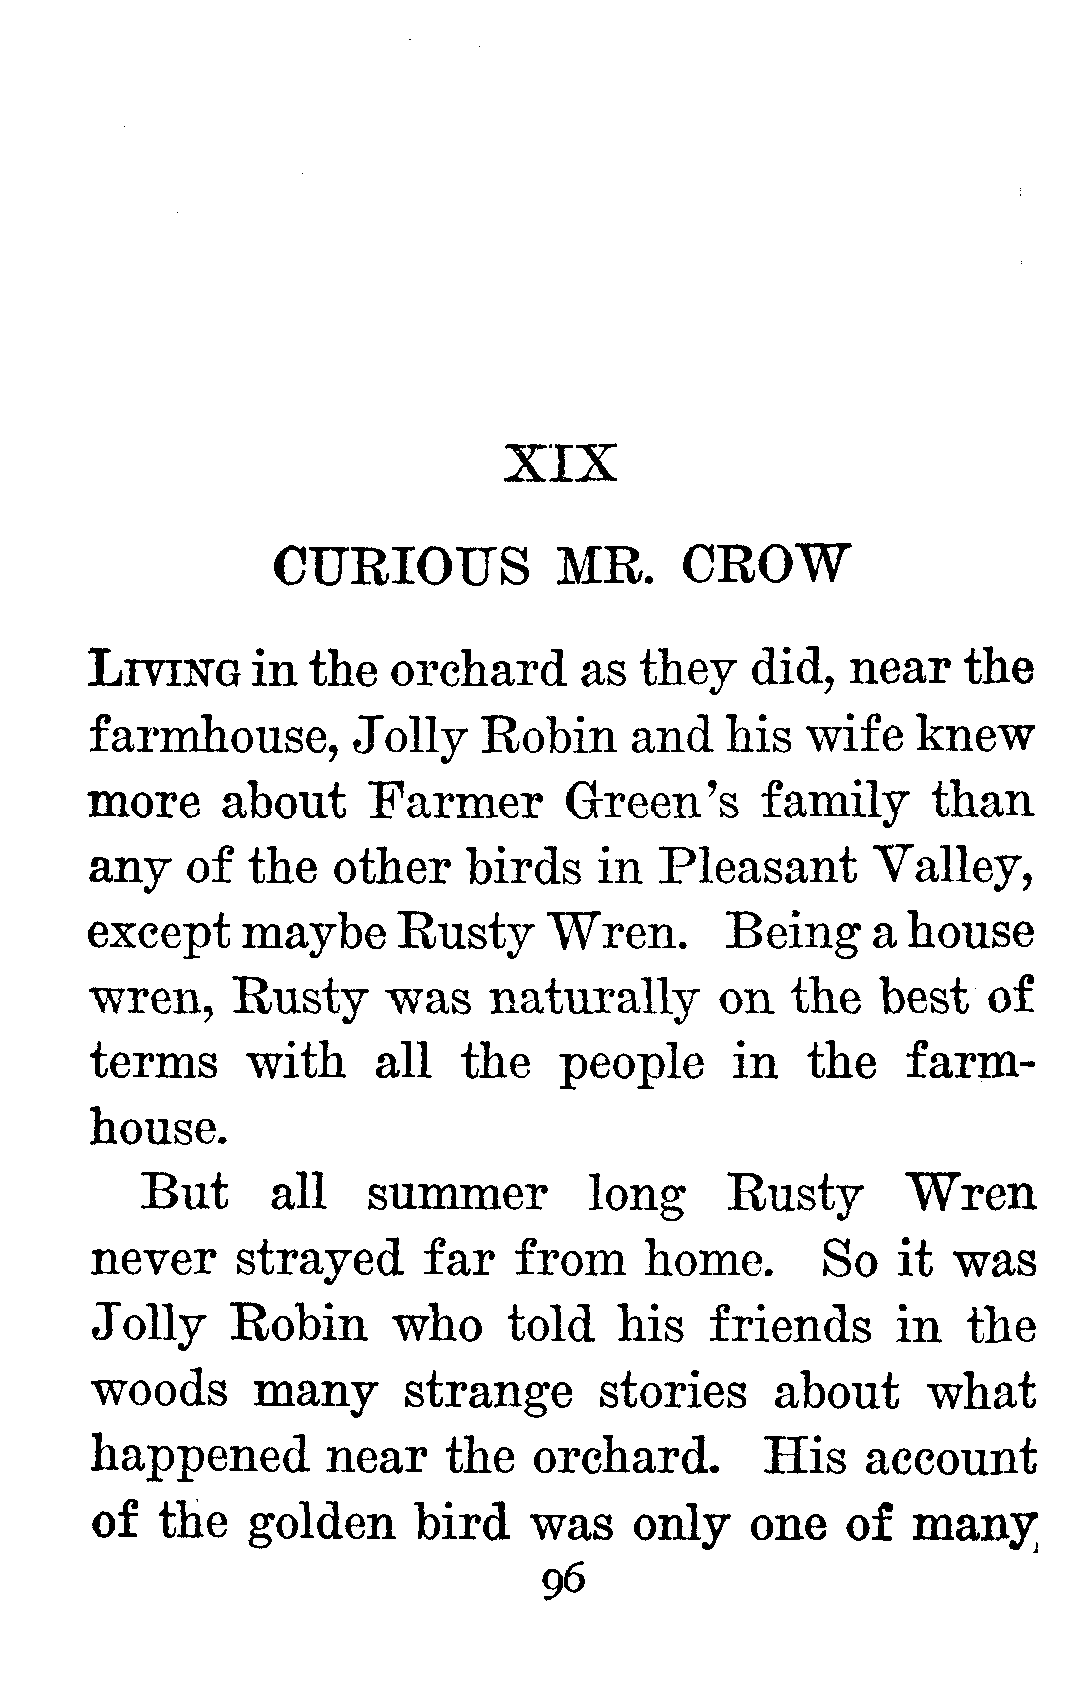 XIX
CURIOUS MR. CROW
LIVING in the orchard as they did, near the
farmhouse, Jolly Robin and his wife knew
more about Farmer Green's family than
any of the other birds in Pleasant Valley,
except maybe Rusty Wren. Being a house
wren, Rusty was naturally on the best of
terms with all the people in the farm-
house.
But all summer long Rusty Wren
never strayed far from home. So it was
Jolly Robin who told his friends in the
woods many strange stories about what
happened near the orchard. His account
of the golden bird was only one of many
96